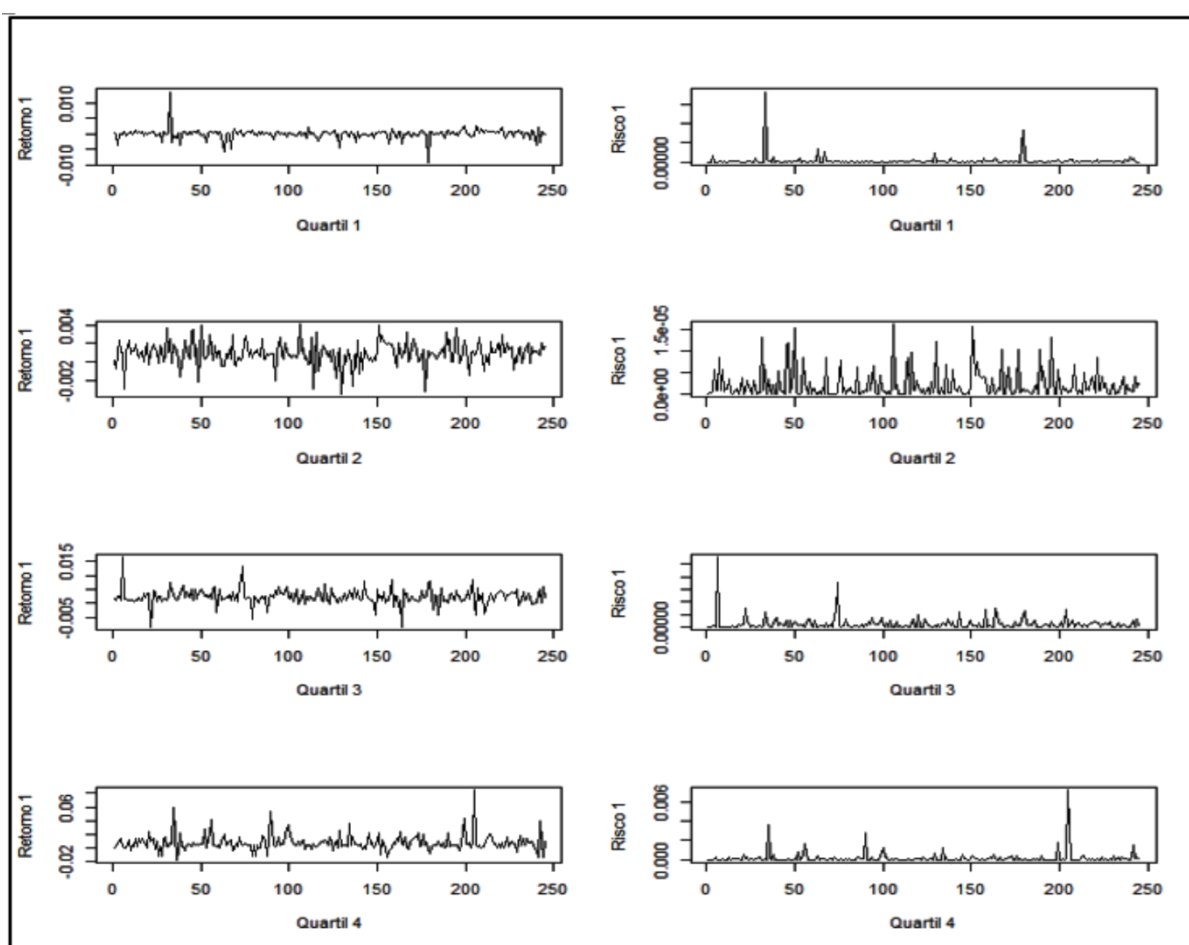 Retorno 1
0.010
-0.010
0 50 100 150 200 250
Quartil 1
Risco 1
0.00000
0 50 100 150 200 250
Quartil 1
Retorno 1
0.004
-0.002
0 50 100 150 200 250
Quartil 2
Risco 1
1.5e-05
0.0e+00
0 50 100 150 200 250
Quartil 2
Retorno 1
0.015
-0.005
0 50 100 150 200 250
Quartil 3
Risco 1
0.00000
0 50 100 150 200 250
Quartil 3
Retorno 1
0.06
-0.02
0 50 100 150 200 250
Quartil 4
Risco 1
0.006
0.000
0 50 100 150 200 250
Quartil 4